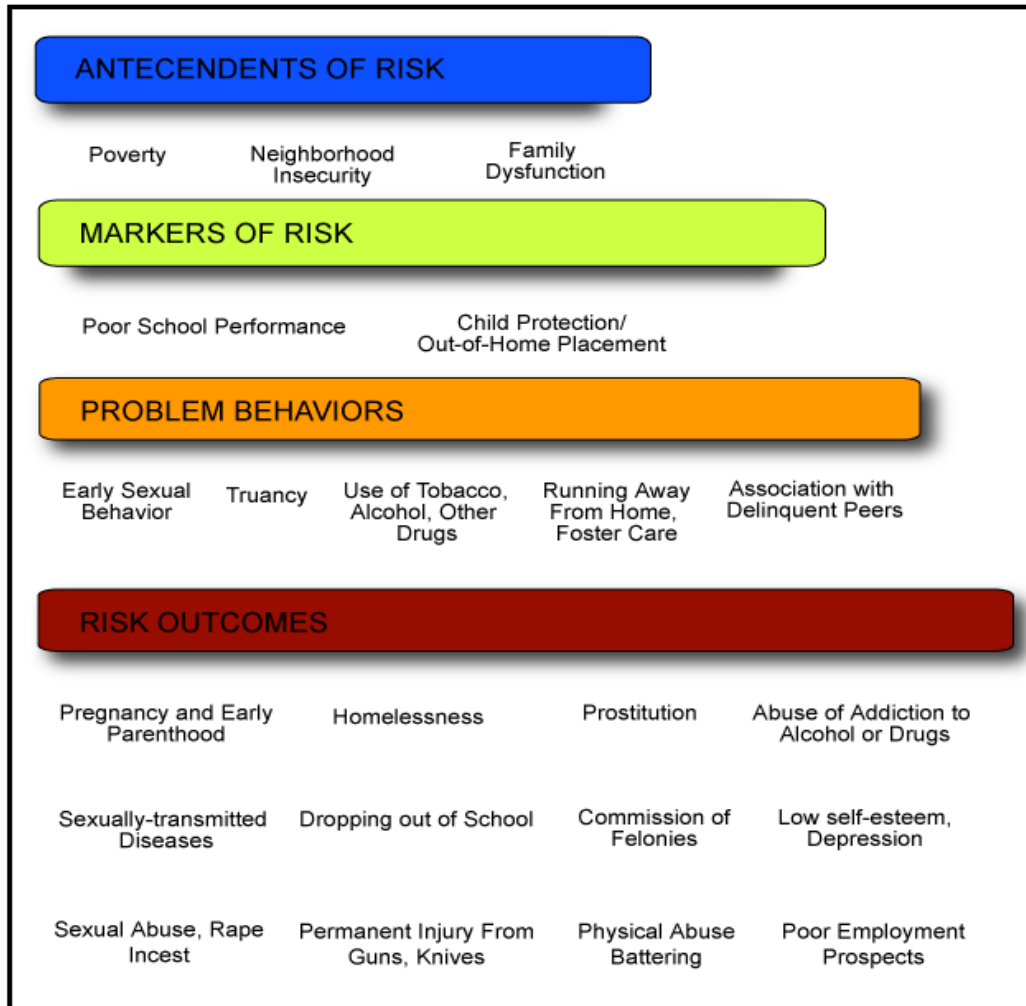 ANTECENDENTS OF RISK
Poverty
Neighborhood
Insecurity
Family
Dysfunction
MARKERS OF RISK
Poor School Performance
Child Protection/
Out-of-Home Placement
PROBLEM BEHAVIORS
Early Sexual
Behavior
Truancy
Use of Tobacco,
Alcohol, Other
Drugs
Running Away
From Home,
Foster Care
Association with
Delinquent Peers
RISK OUTCOMES
Pregnancy and Early
Parenthood
Homelessness
Prostitution
Abuse of Addiction to
Alcohol or Drugs
Sexually-transmitted
Diseases
Dropping out of School
Commission of
Felonies
Low self-esteem,
Depression
Sexual Abuse, Rape
Incest
Permanent Injury From
Guns, Knives
Physical Abuse
Battering
Poor Employment
Prospects